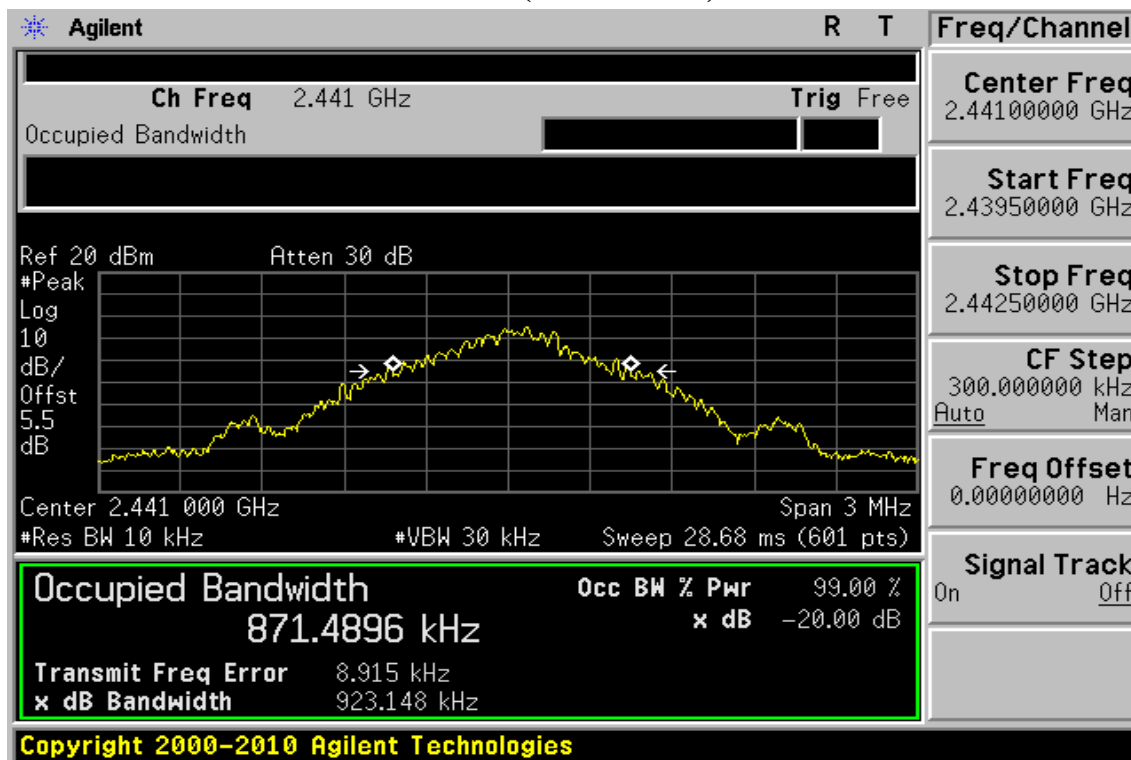 Agilent R T
Freq/Channel
Ch Freq 2.441 GHz Trig Free
Occupied Bandwidth
Center Freq
2.44100000 GHz
Start Freq
2.43950000 GHz
Stop Freq
2.44250000 GHz
CF Step
300.000000 kHz
Auto Man
Freq Offset
0.00000000 Hz
Signal Track
On Off
Ref 20 dBm Atten 30 dB
#Peak
Log
10
dB/
Offst
5.5
dB
Center 2.441 000 GHz Span 3 MHz
#Res BW 10 kHz #VBW 30 kHz Sweep 28.68 ms (601 pts)
Occupied Bandwidth Occ BW % Pwr 99.00 %
871.4896 kHz x dB -20.00 dB
Transmit Freq Error 8.915 kHz
x dB Bandwidth 923.148 kHz
Copyright 2000-2010 Agilent Technologies